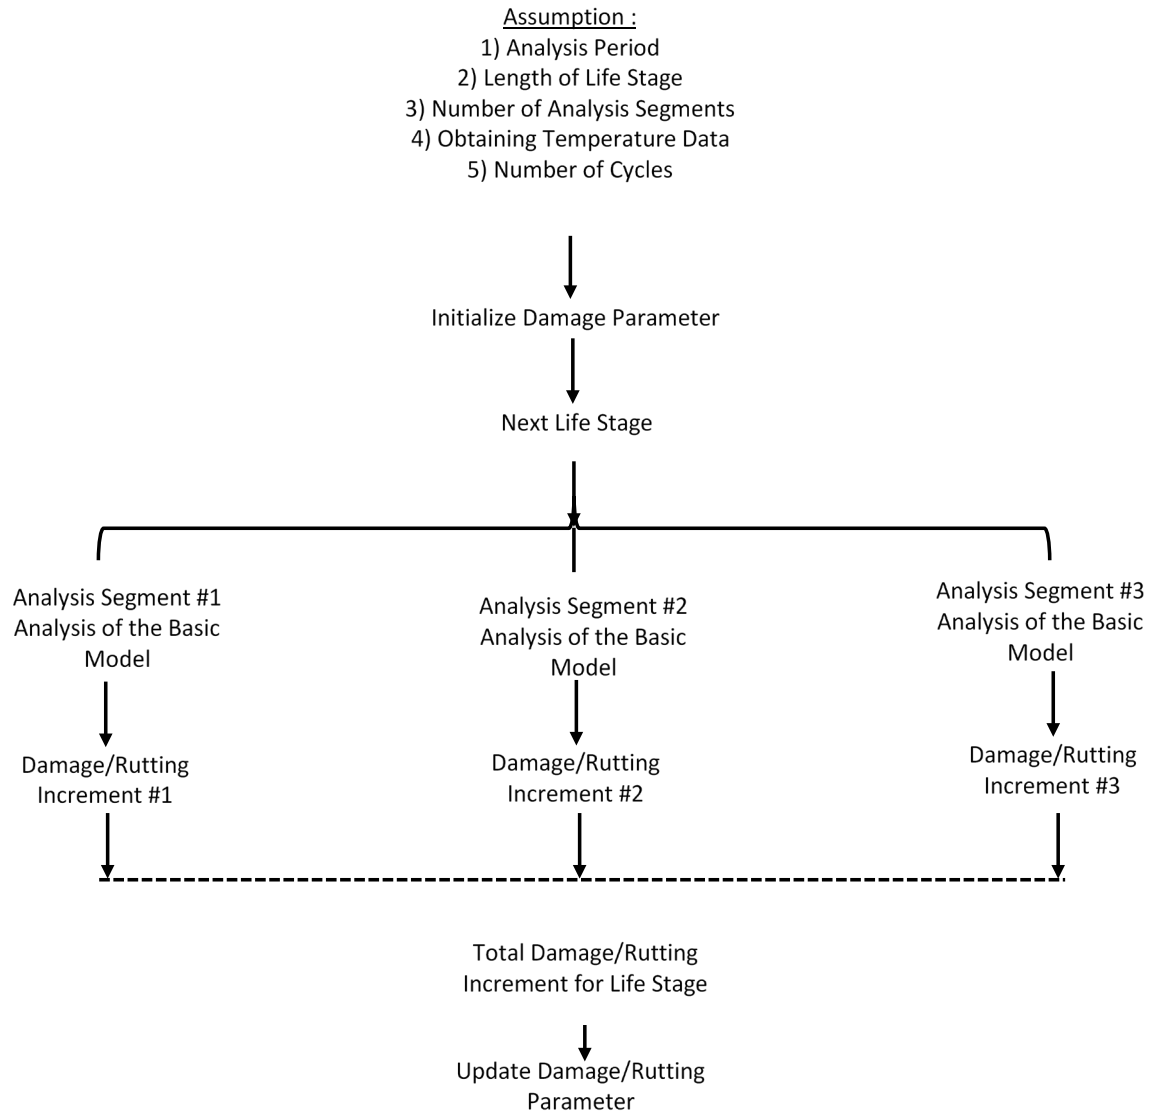 Assumption :
1) Analysis Period
2) Length of Life Stage
3) Number of Analysis Segments
4) Obtaining Temperature Data
5) Number of Cycles
Initialize Damage Parameter
Next Life Stage
Analysis Segment #1
Analysis of the Basic
Model
Analysis Segment #2
Analysis of the Basic
Model
Analysis Segment #3
Analysis of the Basic
Model
Damage/Rutting
Increment #1
Damage/Rutting
Increment #2
Damage/Rutting
Increment #3
Total Damage/Rutting
Increment for Life Stage
Update Damage/Rutting
Parameter